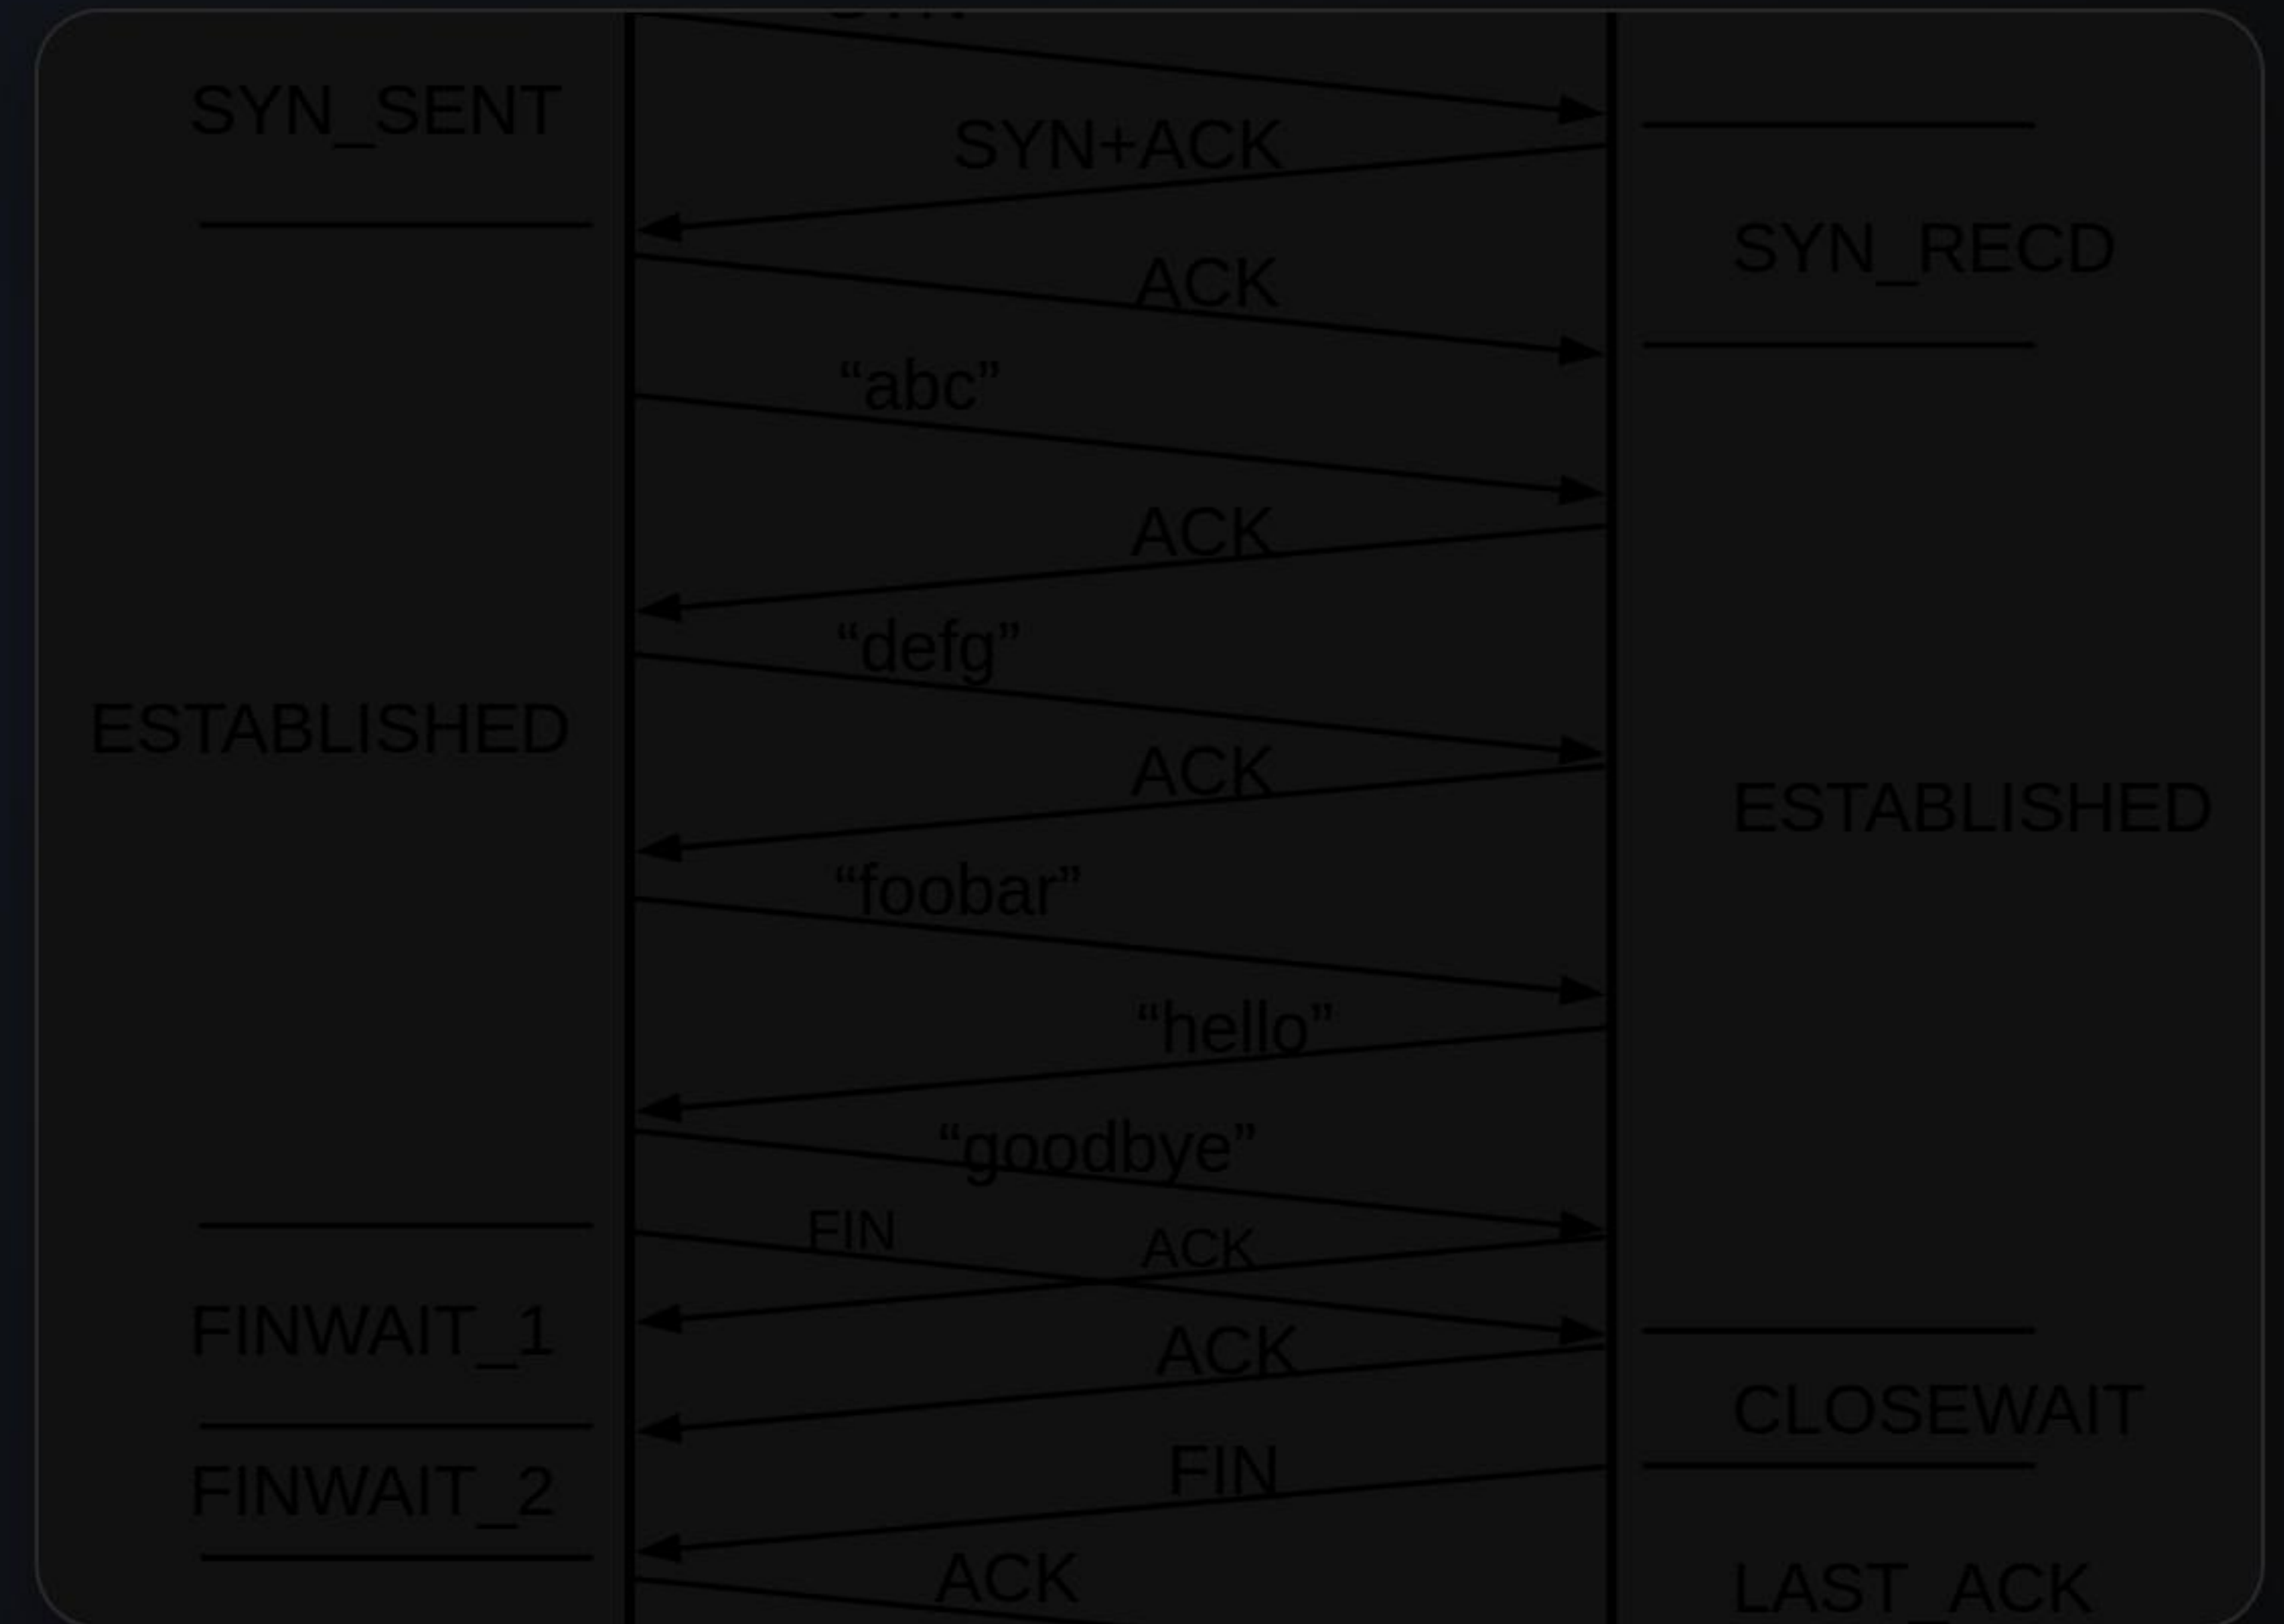 SYN
SYN_SENT
SYN+ACK
SYN_RECD
ACK
“abc”
ACK
“defg”
ESTABLISHED
ACK
ESTABLISHED
“foobar”
“hello”
“goodbye”
FIN
ACK
FINWAIT_1
ACK
CLOSEWAIT
FIN
FINWAIT_2
ACK
LAST_ACK